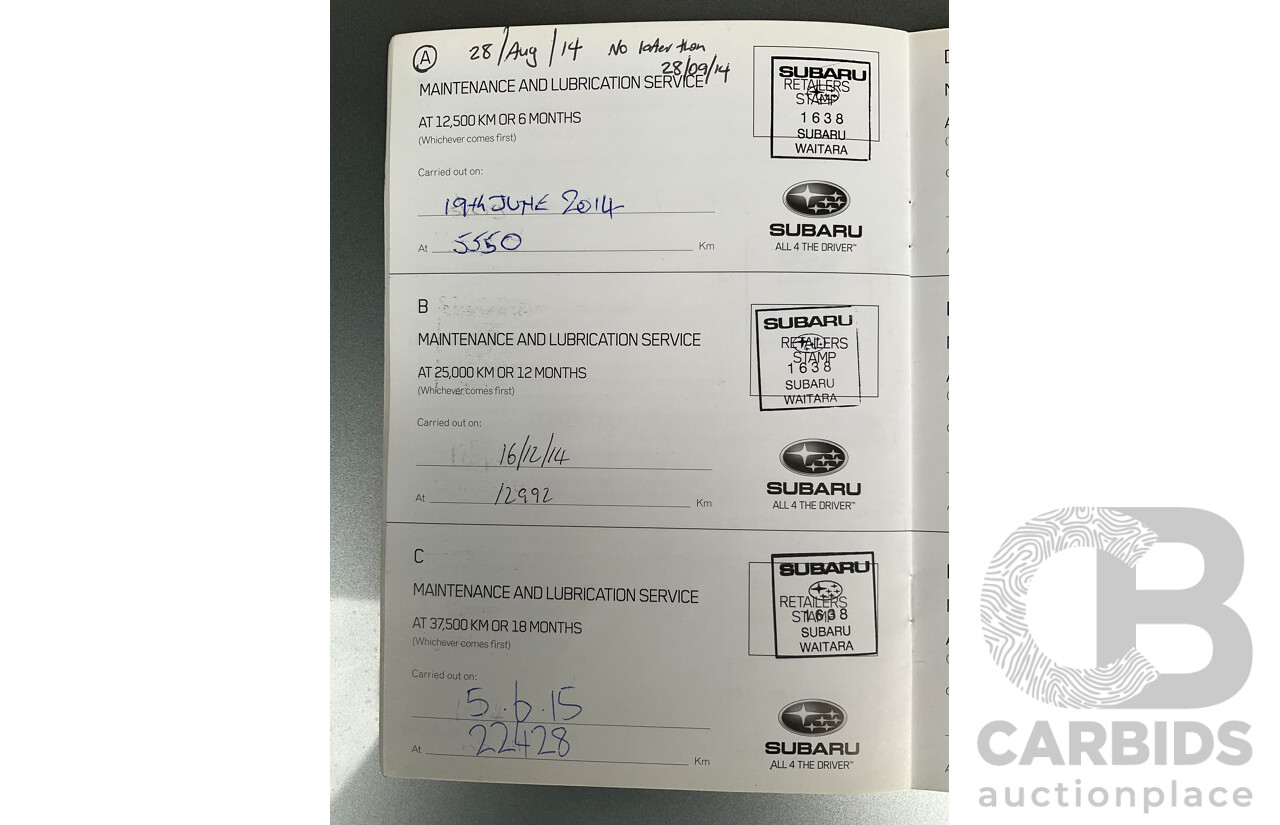 A 28/Aug/14 No later than
28/09/14
MAINTENANCE AND LUBRICATION SERVICE
AT 12,500 KM OR 6 MONTHS
(Whichever comes first)
Carried out on:
19th JUNE 2014
At 5550 Km
SUBARU
RETAILERS
STAMP
1638
SUBARU
WAITARA
SUBARU
ALL 4 THE DRIVER™
B
MAINTENANCE AND LUBRICATION SERVICE
AT 25,000 KM OR 12 MONTHS
(Whichever comes first)
Carried out on:
16/12/14
At 12992 Km
SUBARU
RETAILERS
STAMP
1638
SUBARU
WAITARA
SUBARU
ALL 4 THE DRIVER™
C
MAINTENANCE AND LUBRICATION SERVICE
AT 37,500 KM OR 18 MONTHS
(Whichever comes first)
Carried out on:
5.6.15
At 22428 Km
SUBARU
RETAILERS
STAMP
1638
SUBARU
WAITARA
SUBARU
ALL 4 THE DRIVER™
CB
CARBIDS
auctionplace